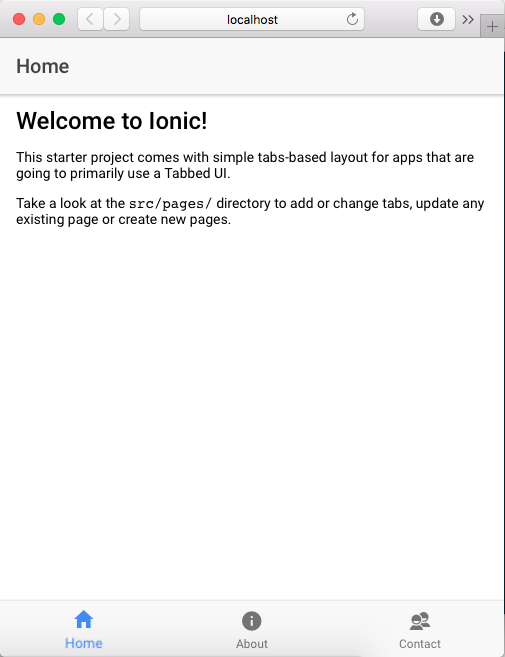 localhost
Home
Welcome to Ionic!
This starter project comes with simple tabs-based layout for apps that are
going to primarily use a Tabbed UI.
Take a look at the src/pages/ directory to add or change tabs, update any
existing page or create new pages.
Home
About
Contact